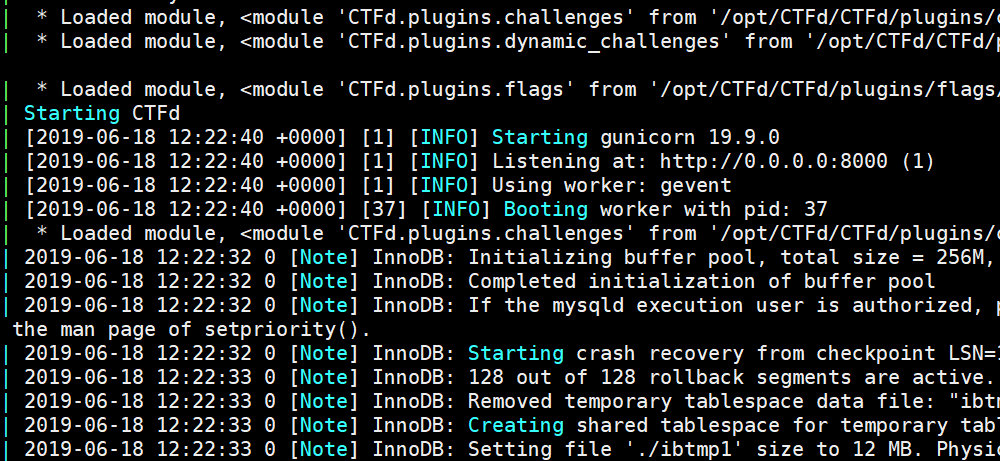 | * Loaded module, <module 'CTFd.plugins.challenges' from '/opt/CTFd/CTFd/plugins/
| * Loaded module, <module 'CTFd.plugins.dynamic_challenges' from '/opt/CTFd/CTFd/
| * Loaded module, <module 'CTFd.plugins.flags' from '/opt/CTFd/CTFd/plugins/flags/
| Starting CTFd
| [2019-06-18 12:22:40 +0000] [1] [INFO] Starting gunicorn 19.9.0
| [2019-06-18 12:22:40 +0000] [1] [INFO] Listening at: http://0.0.0.0:8000 (1)
| [2019-06-18 12:22:40 +0000] [1] [INFO] Using worker: gevent
| [2019-06-18 12:22:40 +0000] [37] [INFO] Booting worker with pid: 37
| * Loaded module, <module 'CTFd.plugins.challenges' from '/opt/CTFd/CTFd/plugins/
| 2019-06-18 12:22:32 0 [Note] InnoDB: Initializing buffer pool, total size = 256M,
| 2019-06-18 12:22:32 0 [Note] InnoDB: Completed initialization of buffer pool
| 2019-06-18 12:22:32 0 [Note] InnoDB: If the mysqld execution user is authorized,
the man page of setpriority().
| 2019-06-18 12:22:32 0 [Note] InnoDB: Starting crash recovery from checkpoint LSN=
| 2019-06-18 12:22:33 0 [Note] InnoDB: 128 out of 128 rollback segments are active.
| 2019-06-18 12:22:33 0 [Note] InnoDB: Removed temporary tablespace data file: "ibtm
| 2019-06-18 12:22:33 0 [Note] InnoDB: Creating shared tablespace for temporary tab
| 2019-06-18 12:22:33 0 [Note] InnoDB: Setting file './ibtmp1' size to 12 MB. Physi